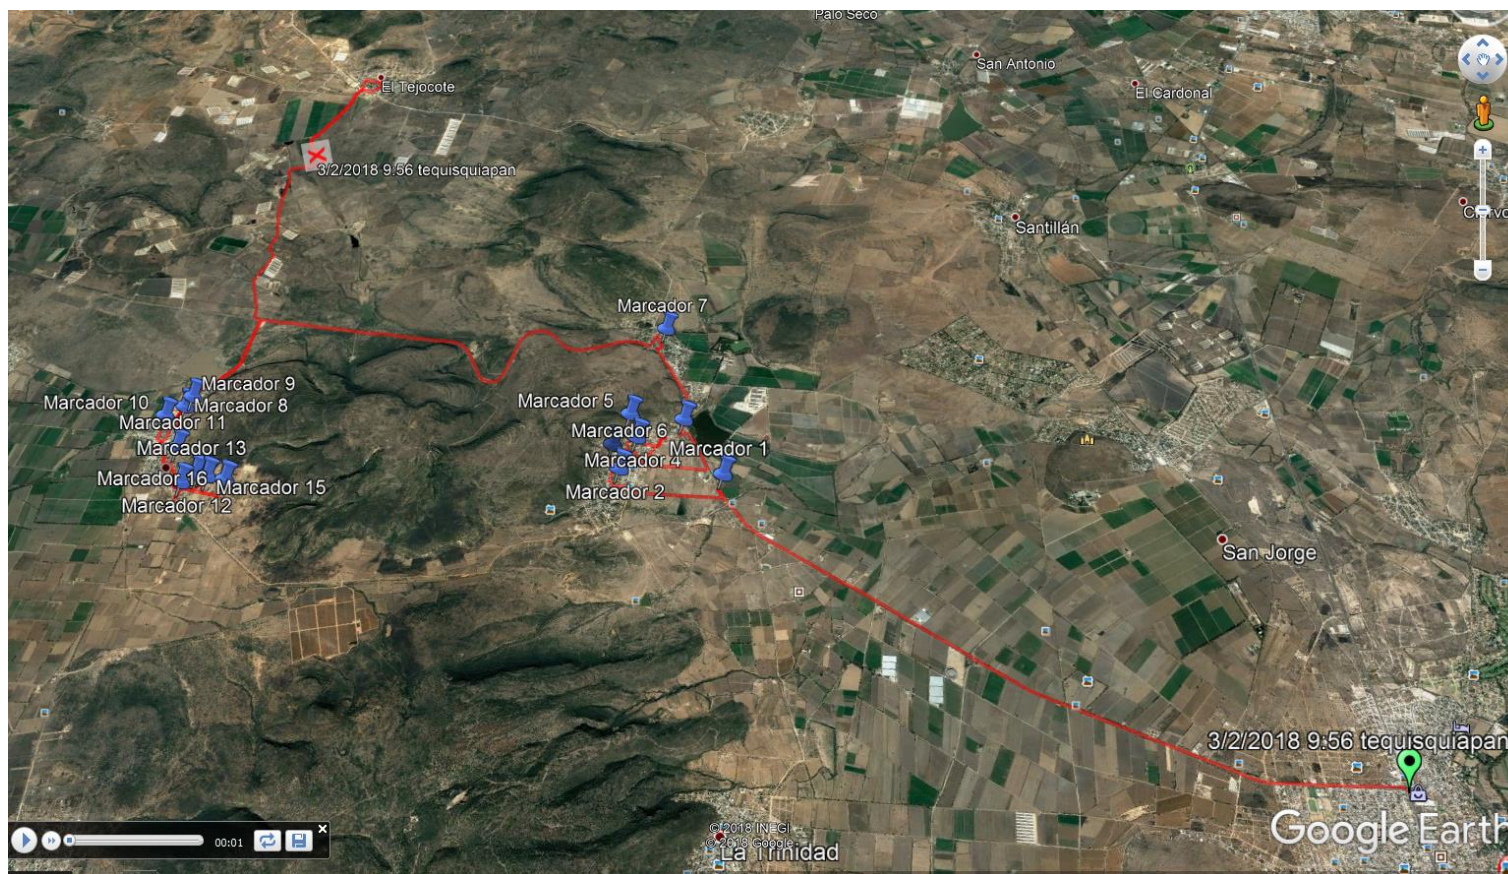 Palo Seco
San Antonio
El Tejocote
El Cardonal
3/2/2018 9:56 tequisquiapan
Santillán
Marcador 7
Marcador 9
Marcador 10
Marcador 8
Marcador 5
Marcador 11
Marcador 6
Marcador 13
Marcador 1
Marcador 4
Marcador 16
Marcador 15
Marcador 2
Marcador 12
San Jorge
3/2/2018 9:56 tequisquiapan
00:01
© 2018 INEGI
© 2018 Google
La Trinidad
Google Earth